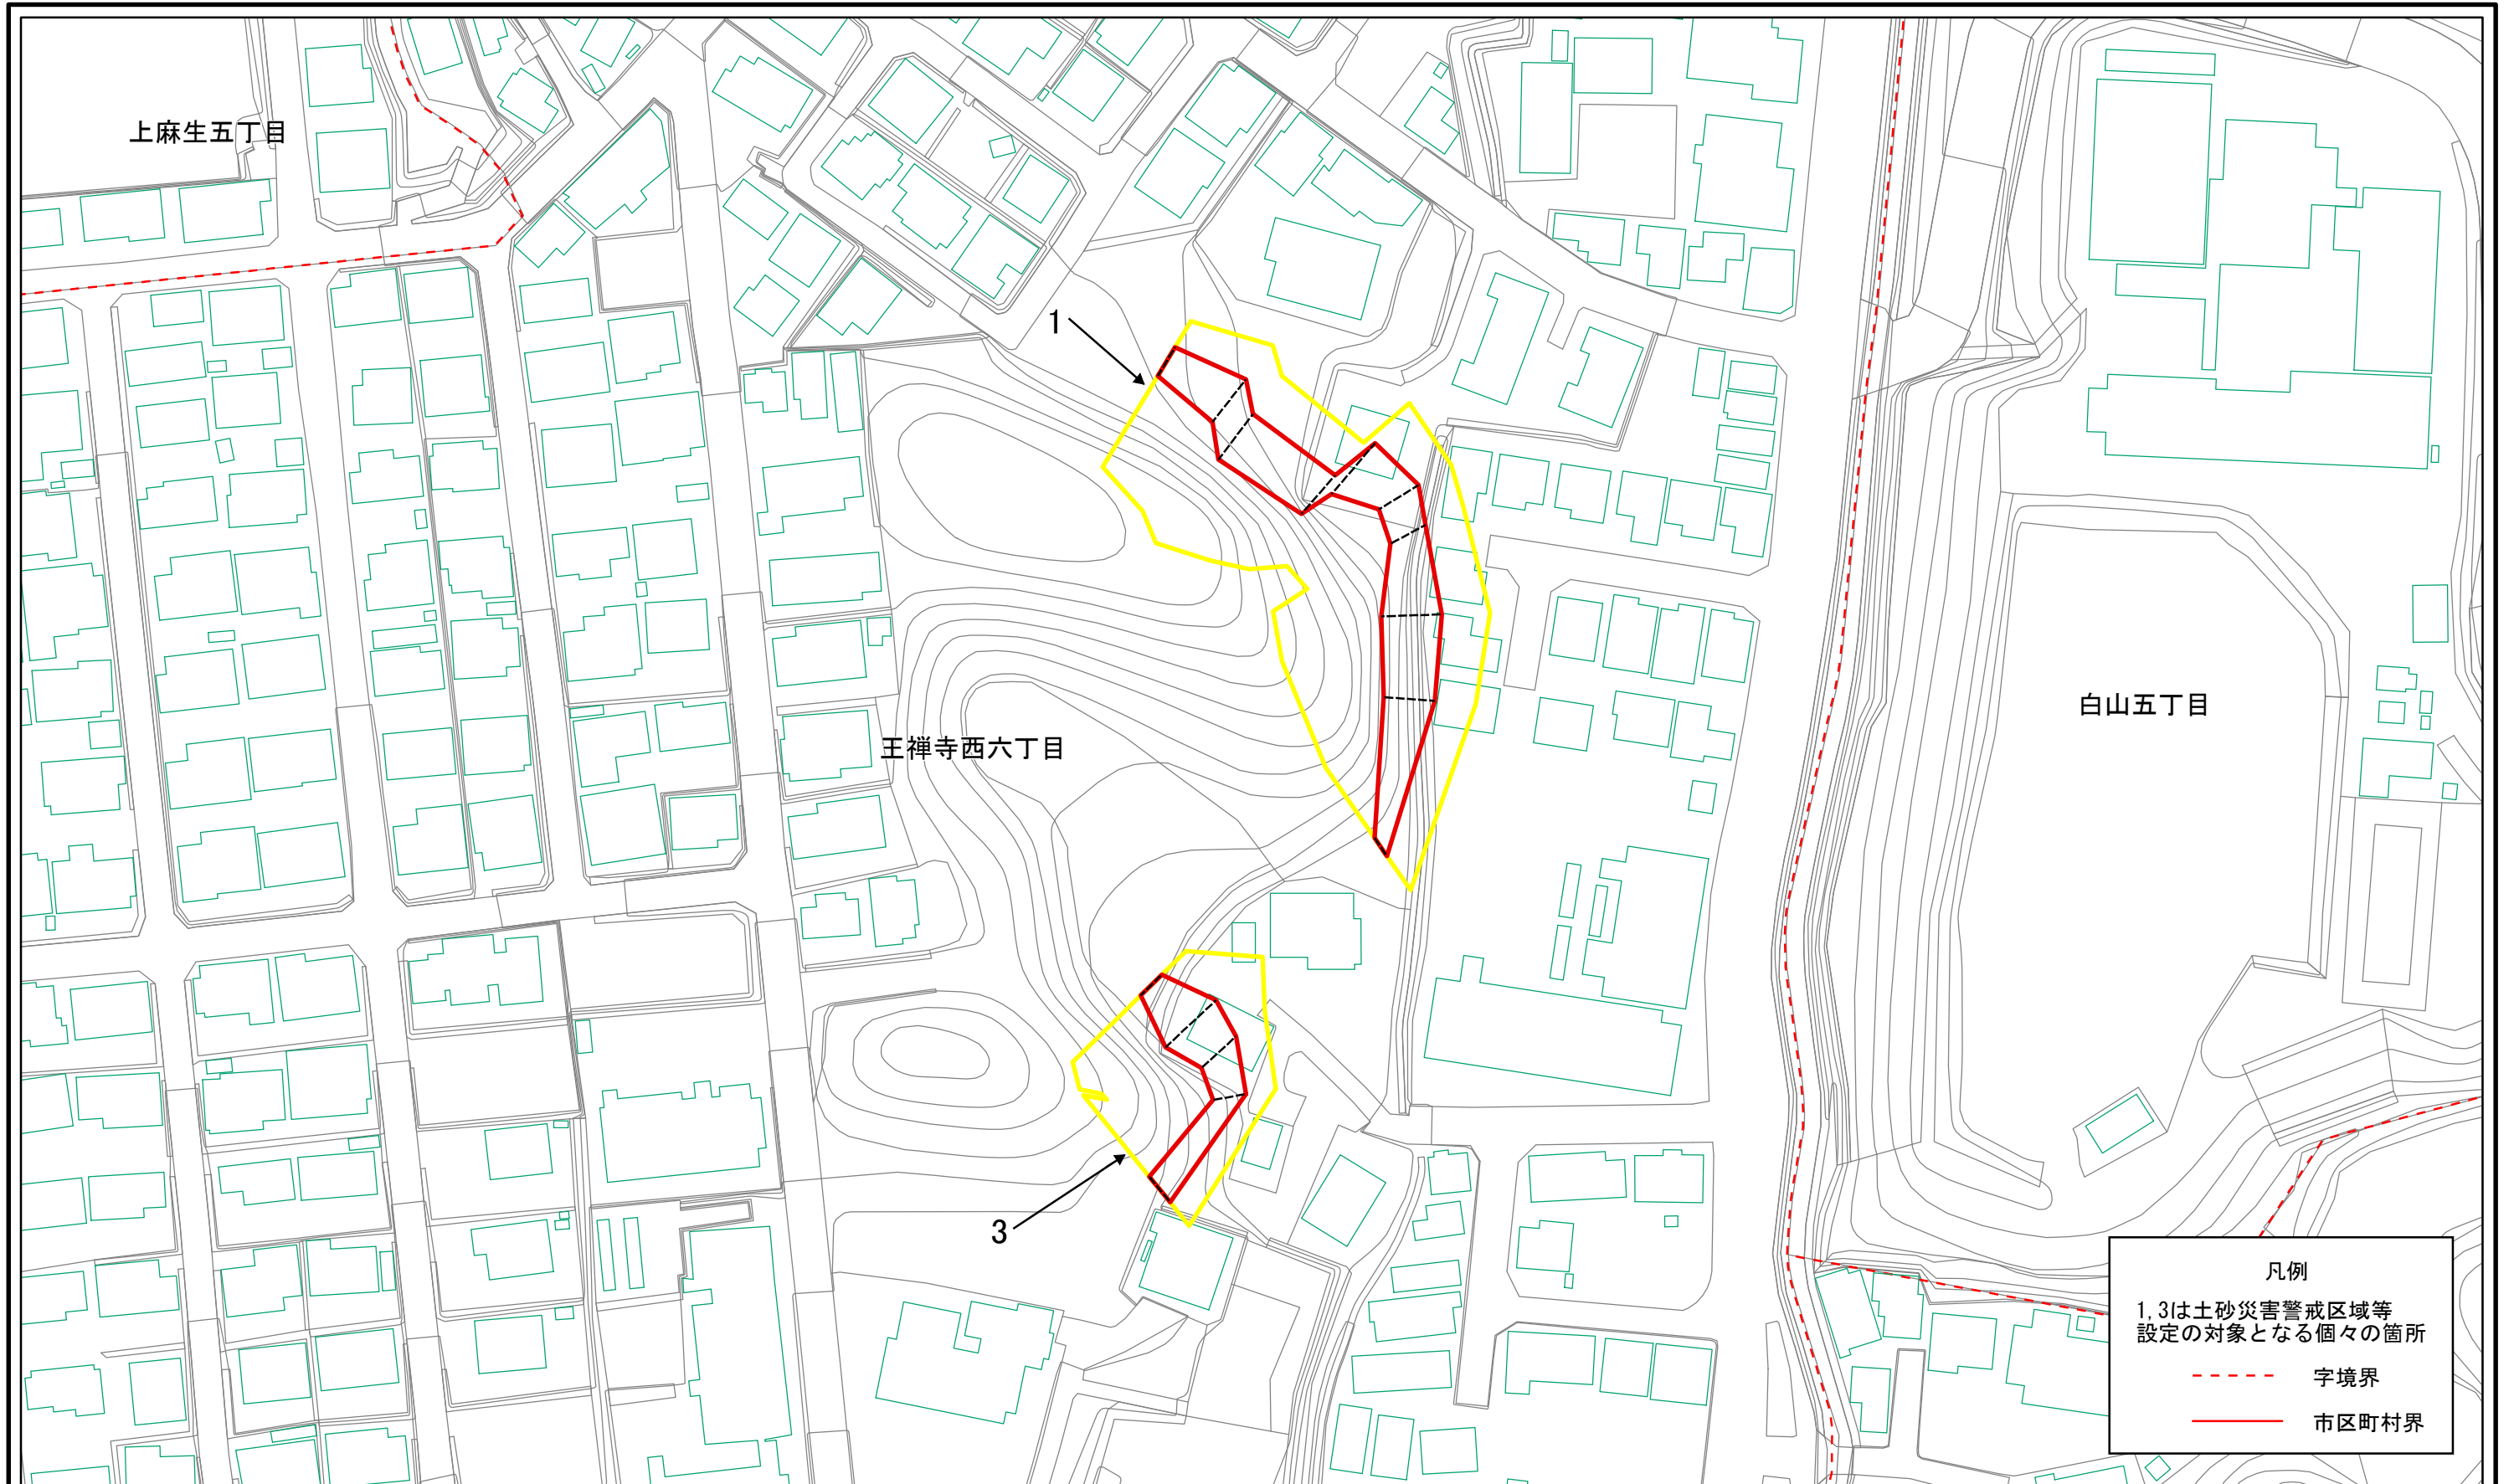 上麻生五丁目
1
白山五丁目
王禅寺西六丁目
3
凡例
1,3は土砂災害警戒区域等
設定の対象となる個々の箇所
字境界
市区町村界